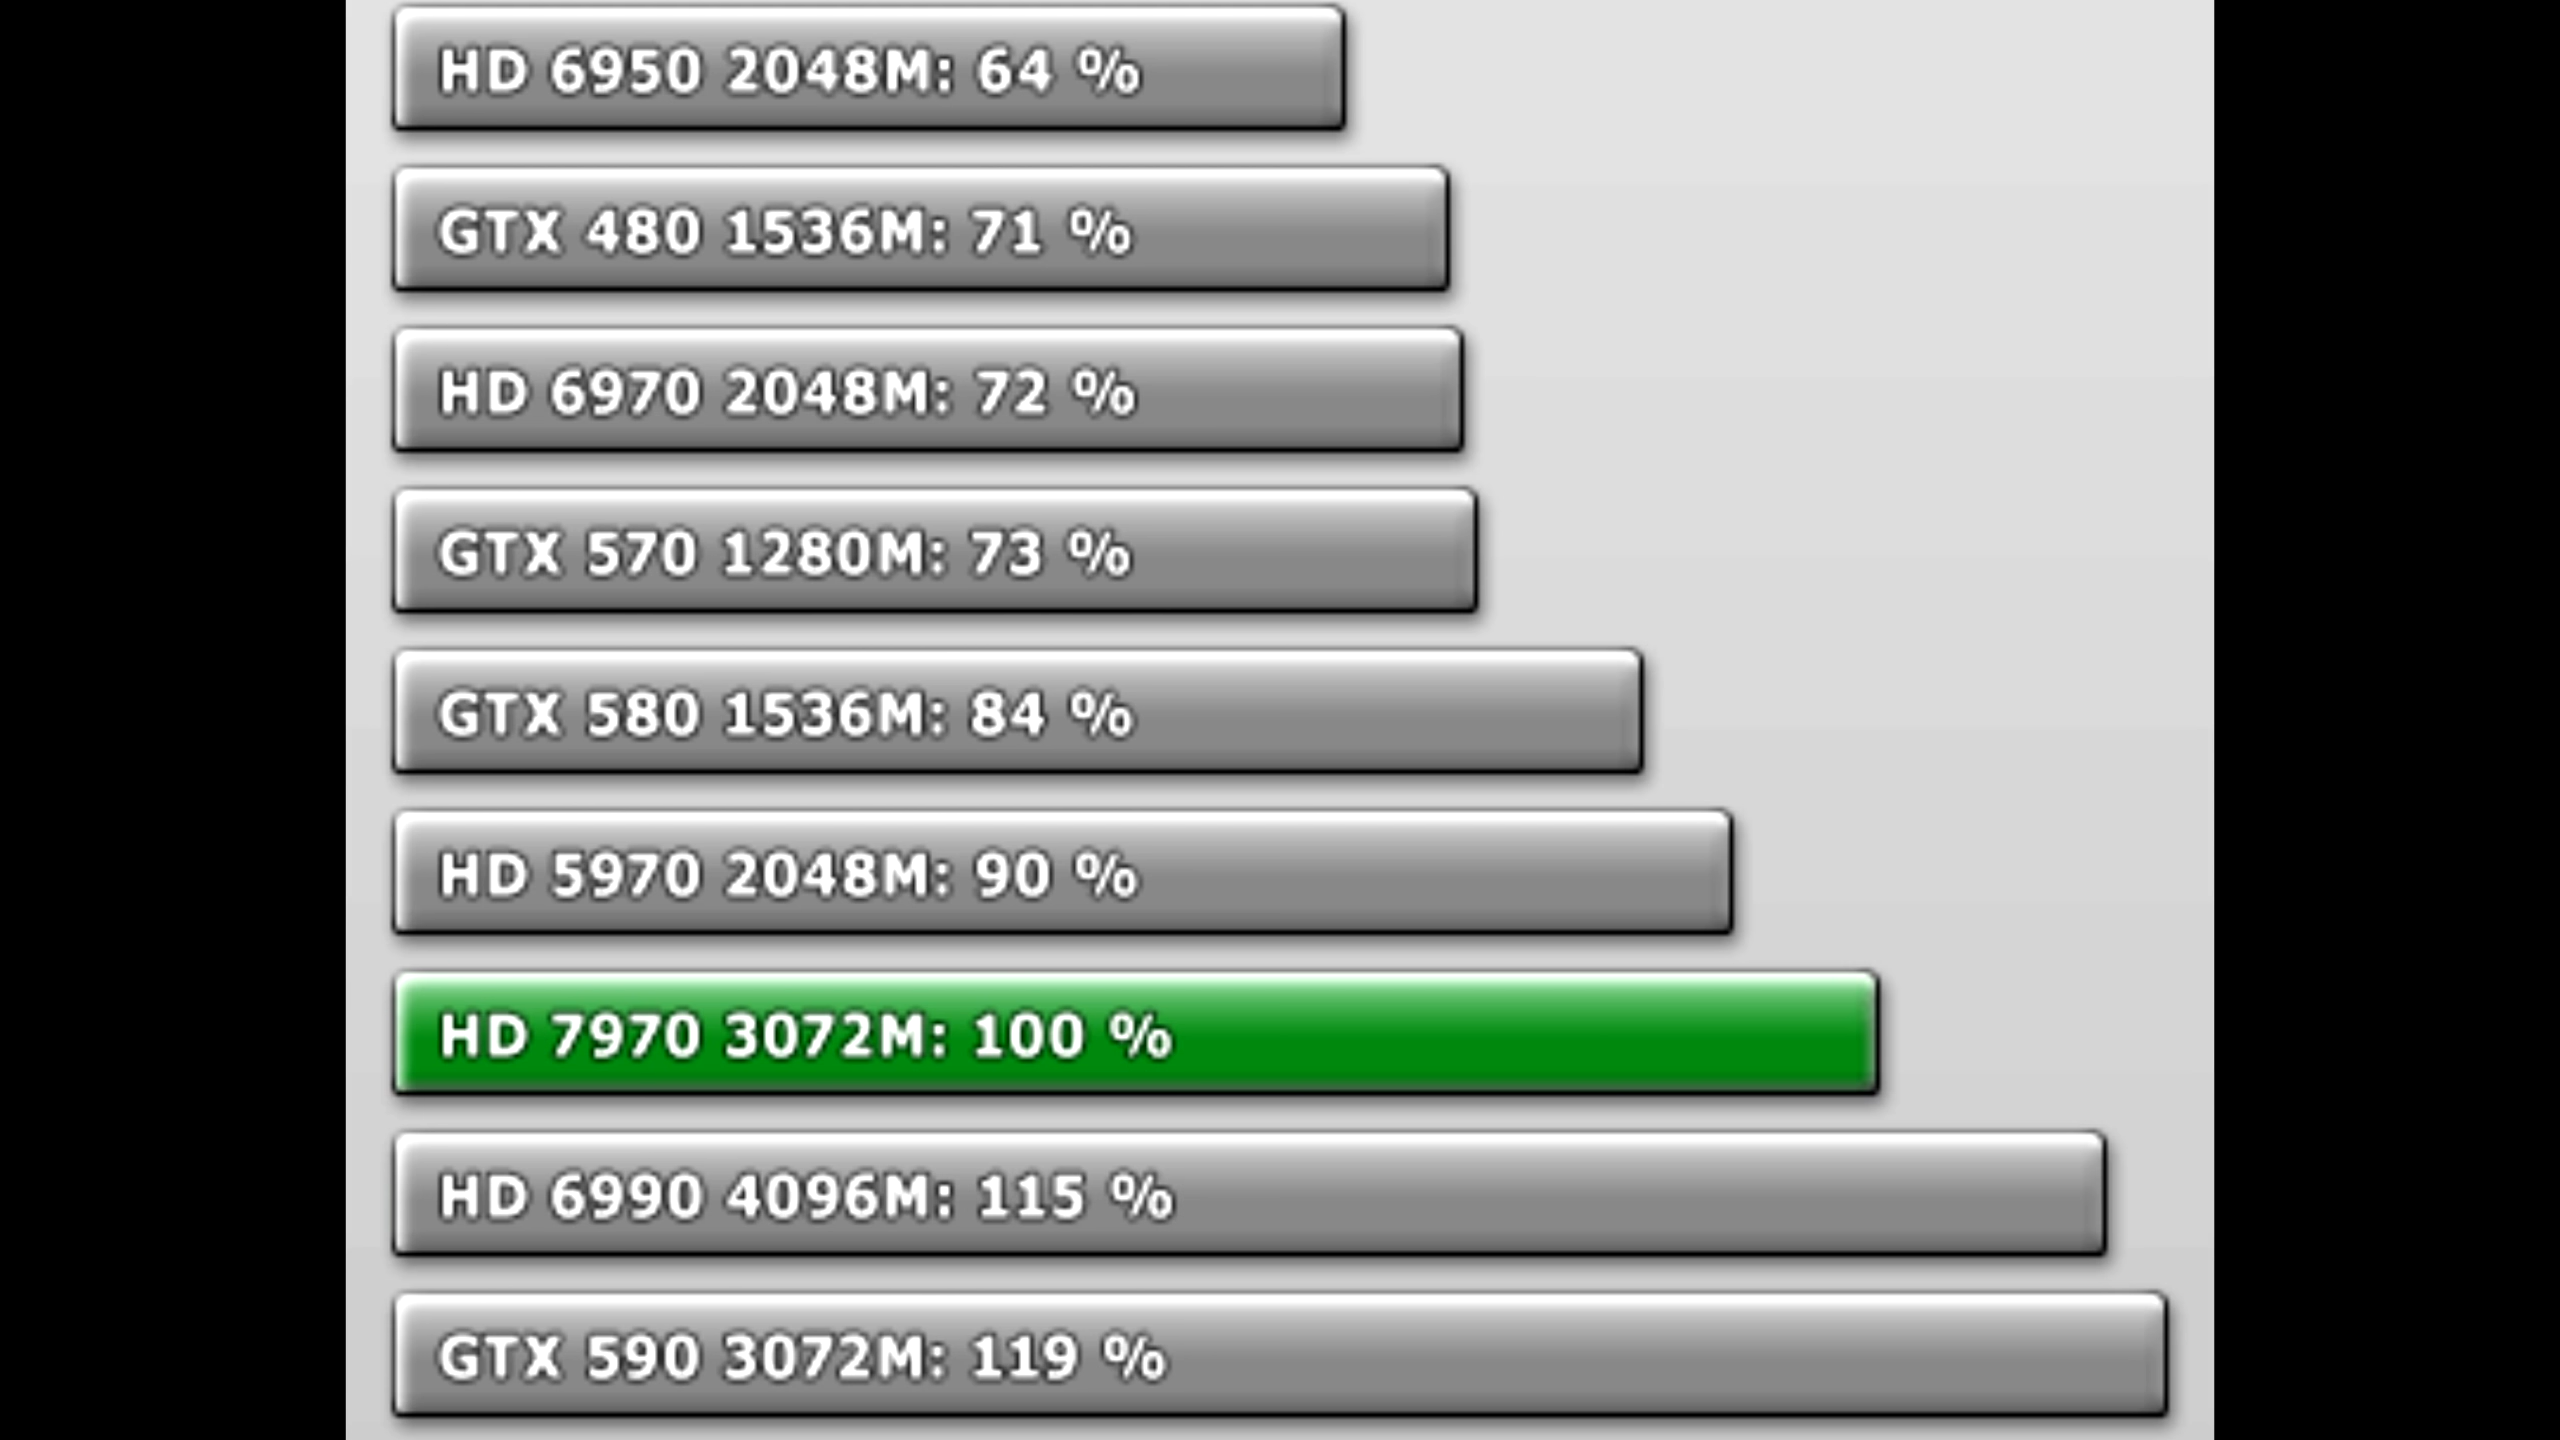 HD 6950 2048M: 64 %
GTX 480 1536M: 71 %
HD 6970 2048M: 72 %
GTX 570 1280M: 73 %
GTX 580 1536M: 84 %
HD 5970 2048M: 90 %
HD 7970 3072M: 100 %
HD 6990 4096M: 115 %
GTX 590 3072M: 119 %